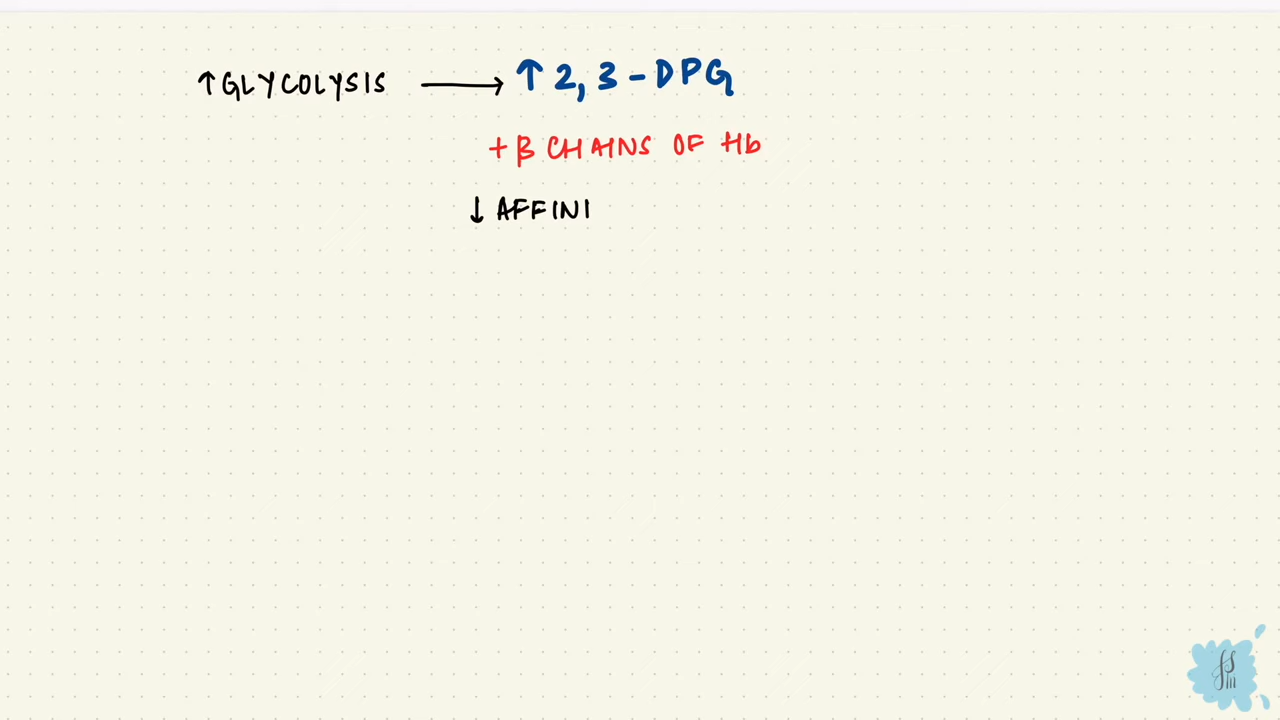 ↑GLYCOLYSIS ⟶ ↑ 2,3-DPG
+ β CHAINS OF Hb
↓ AFFINI